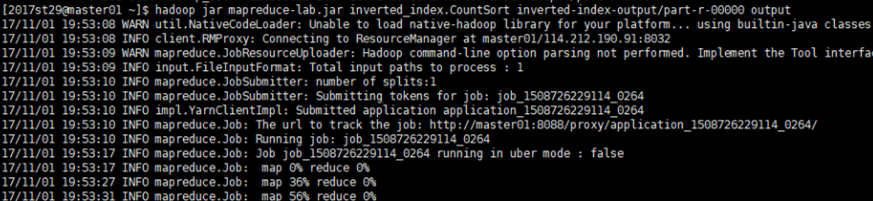 [2017st29@master01 ~]$ hadoop jar mapreduce-lab.jar inverted_index.CountSort inverted-index-output/part-r-00000 output
17/11/01 19:53:08 WARN util.NativeCodeLoader: Unable to load native-hadoop library for your platform... using builtin-java classes
17/11/01 19:53:08 INFO client.RMProxy: Connecting to ResourceManager at master01/114.212.190.91:8032
17/11/01 19:53:09 WARN mapreduce.JobResourceUploader: Hadoop command-line option parsing not performed. Implement the Tool interfa
17/11/01 19:53:09 INFO input.FileInputFormat: Total input paths to process : 1
17/11/01 19:53:10 INFO mapreduce.JobSubmitter: number of splits:1
17/11/01 19:53:10 INFO mapreduce.JobSubmitter: Submitting tokens for job: job_1508726229114_0264
17/11/01 19:53:10 INFO impl.YarnClientImpl: Submitted application application_1508726229114_0264
17/11/01 19:53:10 INFO mapreduce.Job: The url to track the job: http://master01:8088/proxy/application_1508726229114_0264/
17/11/01 19:53:10 INFO mapreduce.Job: Running job: job_1508726229114_0264
17/11/01 19:53:17 INFO mapreduce.Job: Job job_1508726229114_0264 running in uber mode : false
17/11/01 19:53:17 INFO mapreduce.Job:  map 0% reduce 0%
17/11/01 19:53:27 INFO mapreduce.Job:  map 36% reduce 0%
17/11/01 19:53:31 INFO mapreduce.Job:  map 56% reduce 0%